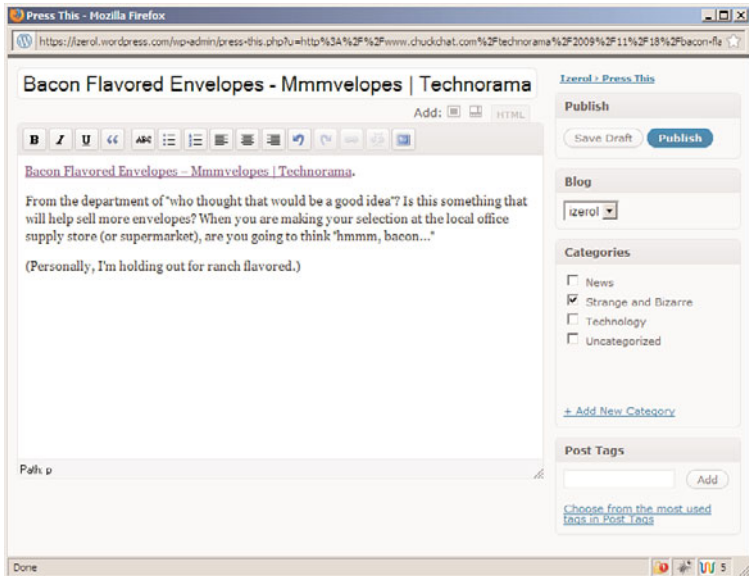 Press This - Mozilla Firefox
https://izerol.wordpress.com/wp-admin/press-this.php?u=http%3A%2F%2Fwww.chuckchat.com%2Ftechnorama%2F2009%2F11%2F18%2Fbacon-fla
Bacon Flavored Envelopes - Mmmvelopes | Technorama
Add:
HTML
B I U ABC
Bacon Flavored Envelopes – Mmmvelopes | Technorama.
From the department of "who thought that would be a good idea"? Is this something that
will help sell more envelopes? When you are making your selection at the local office
supply store (or supermarket), are you going to think "hmmm, bacon..."
(Personally, I'm holding out for ranch flavored.)
Path: p
Izerol › Press This
Publish
Save Draft Publish
Blog
izerol
Categories
News
Strange and Bizarre
Technology
Uncategorized
+ Add New Category
Post Tags
Add
Choose from the most used
tags in Post Tags
Done
5